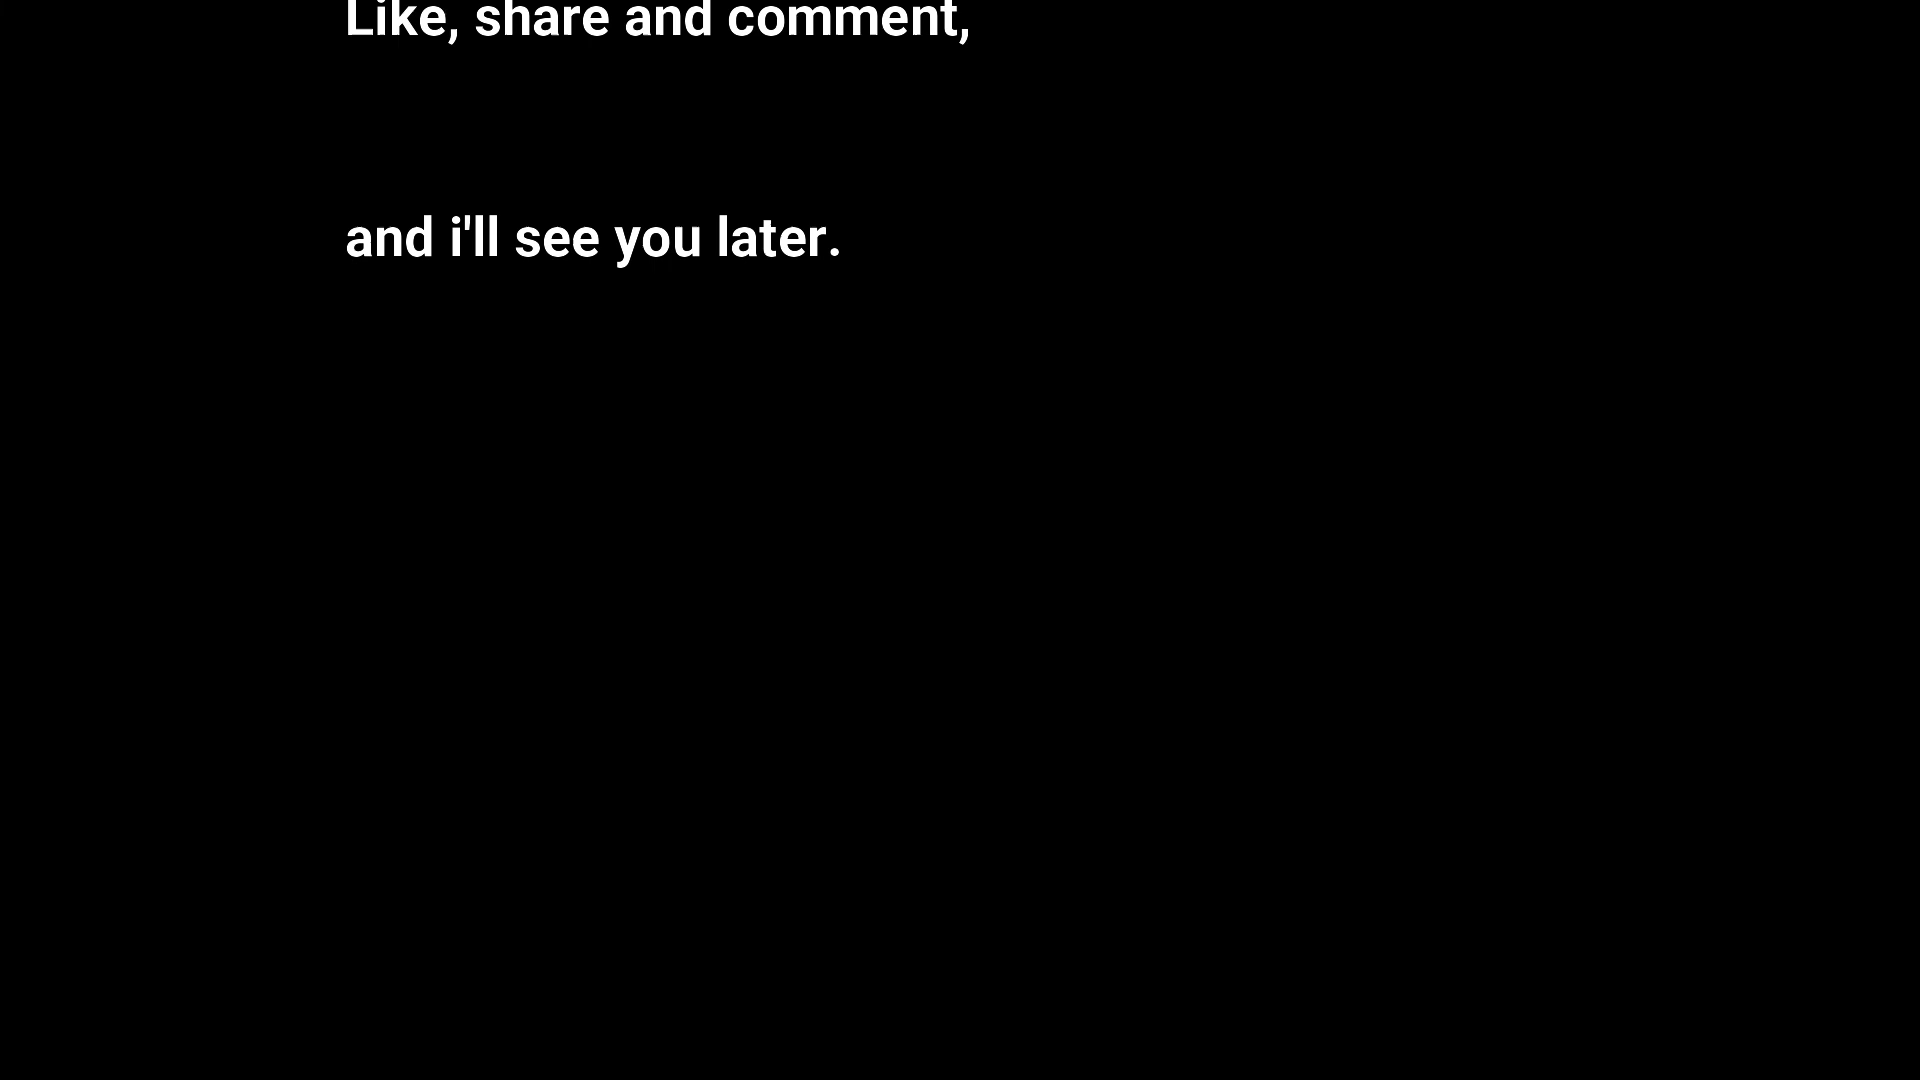 Like, share and comment,
and i'll see you later.